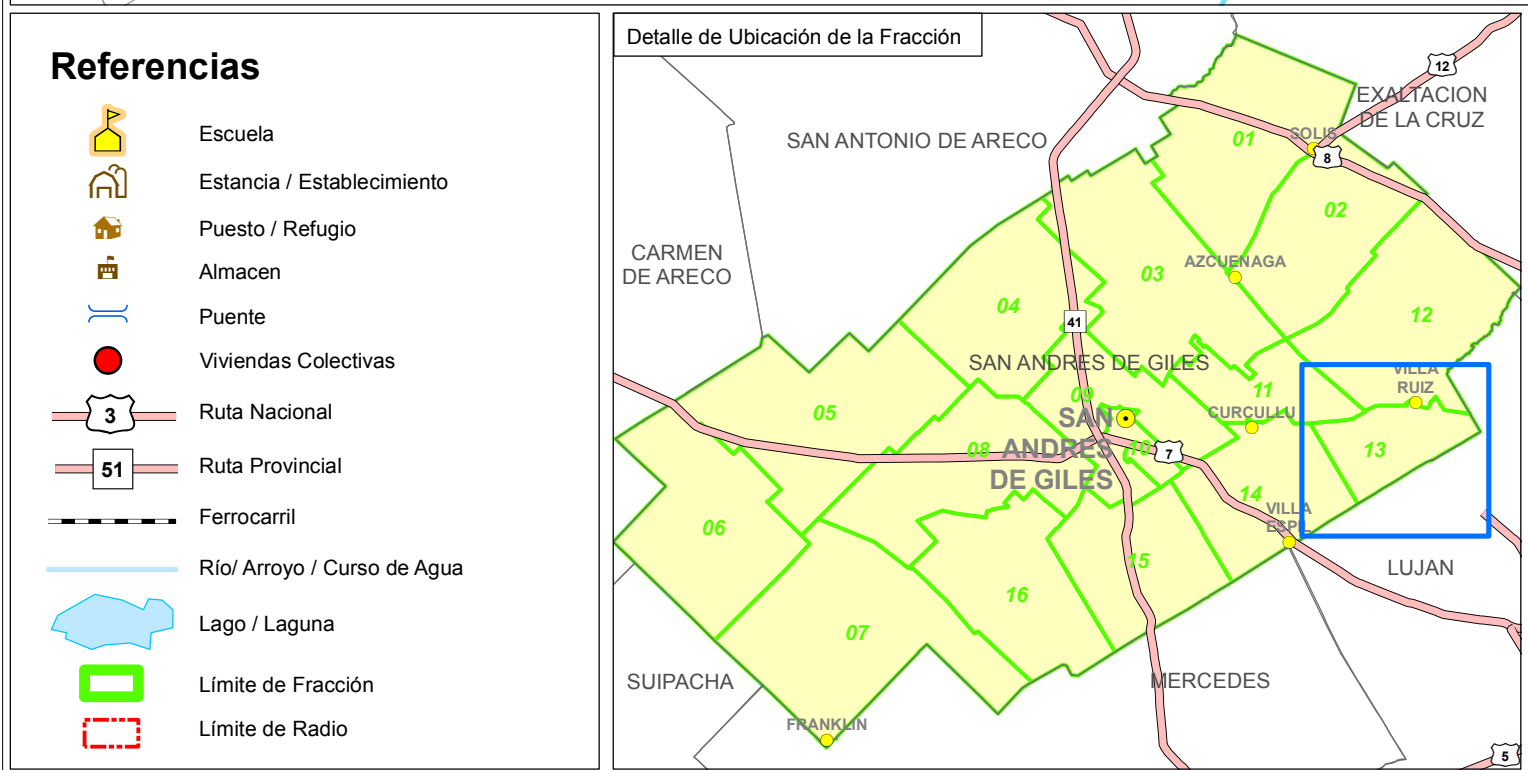 Referencias
Escuela
Estancia / Establecimiento
Puesto / Refugio
Almacen
Puente
Viviendas Colectivas
3
Ruta Nacional
51
Ruta Provincial
Ferrocarril
Río/ Arroyo / Curso de Agua
Lago / Laguna
Límite de Fracción
Límite de Radio
Detalle de Ubicación de la Fracción
12
EXALTACION
DE LA CRUZ
SAN ANTONIO DE ARECO
01
SOLIS
8
02
CARMEN
DE ARECO
AZCUENAGA
03
04
12
41
SAN ANDRES DE GILES
VILLA
RUIZ
11
09
05
CURCULLU
SAN
ANDRES
DE GILES
08
10
7
13
14
VILLA
ESPIL
06
LUJAN
15
16
07
SUIPACHA
MERCEDES
FRANKLIN
5